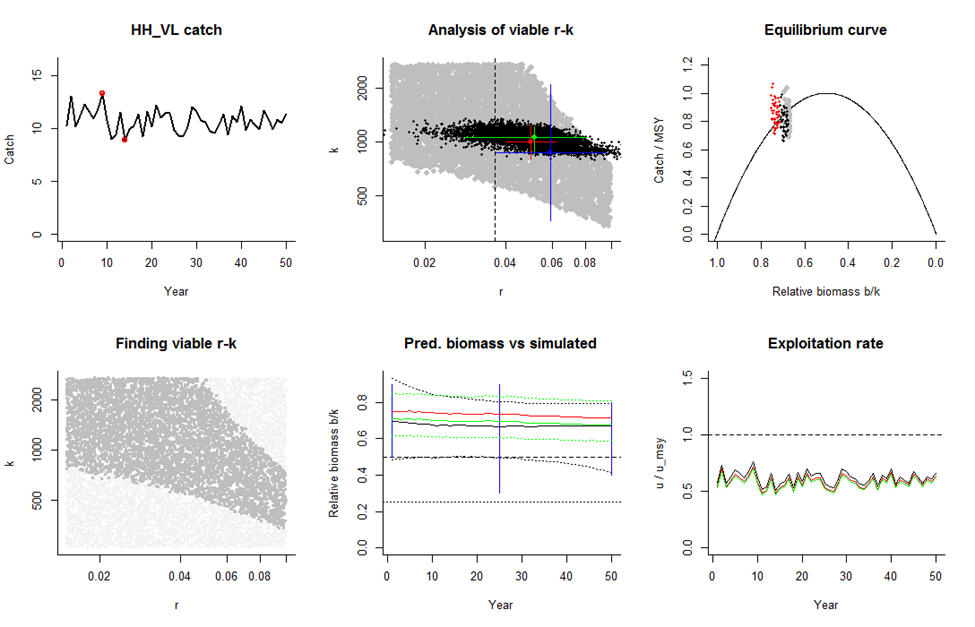 HH_VL catch
Catch
15
10
5
0
0 10 20 30 40 50
Year
Analysis of viable r-k
k
2000
1000
500
0.02 0.04 0.06 0.08
r
Equilibrium curve
Catch / MSY
1.2
1.0
0.8
0.6
0.4
0.2
0.0
1.0 0.8 0.6 0.4 0.2 0.0
Relative biomass b/k
Finding viable r-k
k
2000
1000
500
0.02 0.04 0.06 0.08
r
Pred. biomass vs simulated
Relative biomass b/k
0.8
0.6
0.4
0.2
0.0
0 10 20 30 40 50
Year
Exploitation rate
u / u_msy
1.5
1.0
0.5
0.0
0 10 20 30 40 50
Year